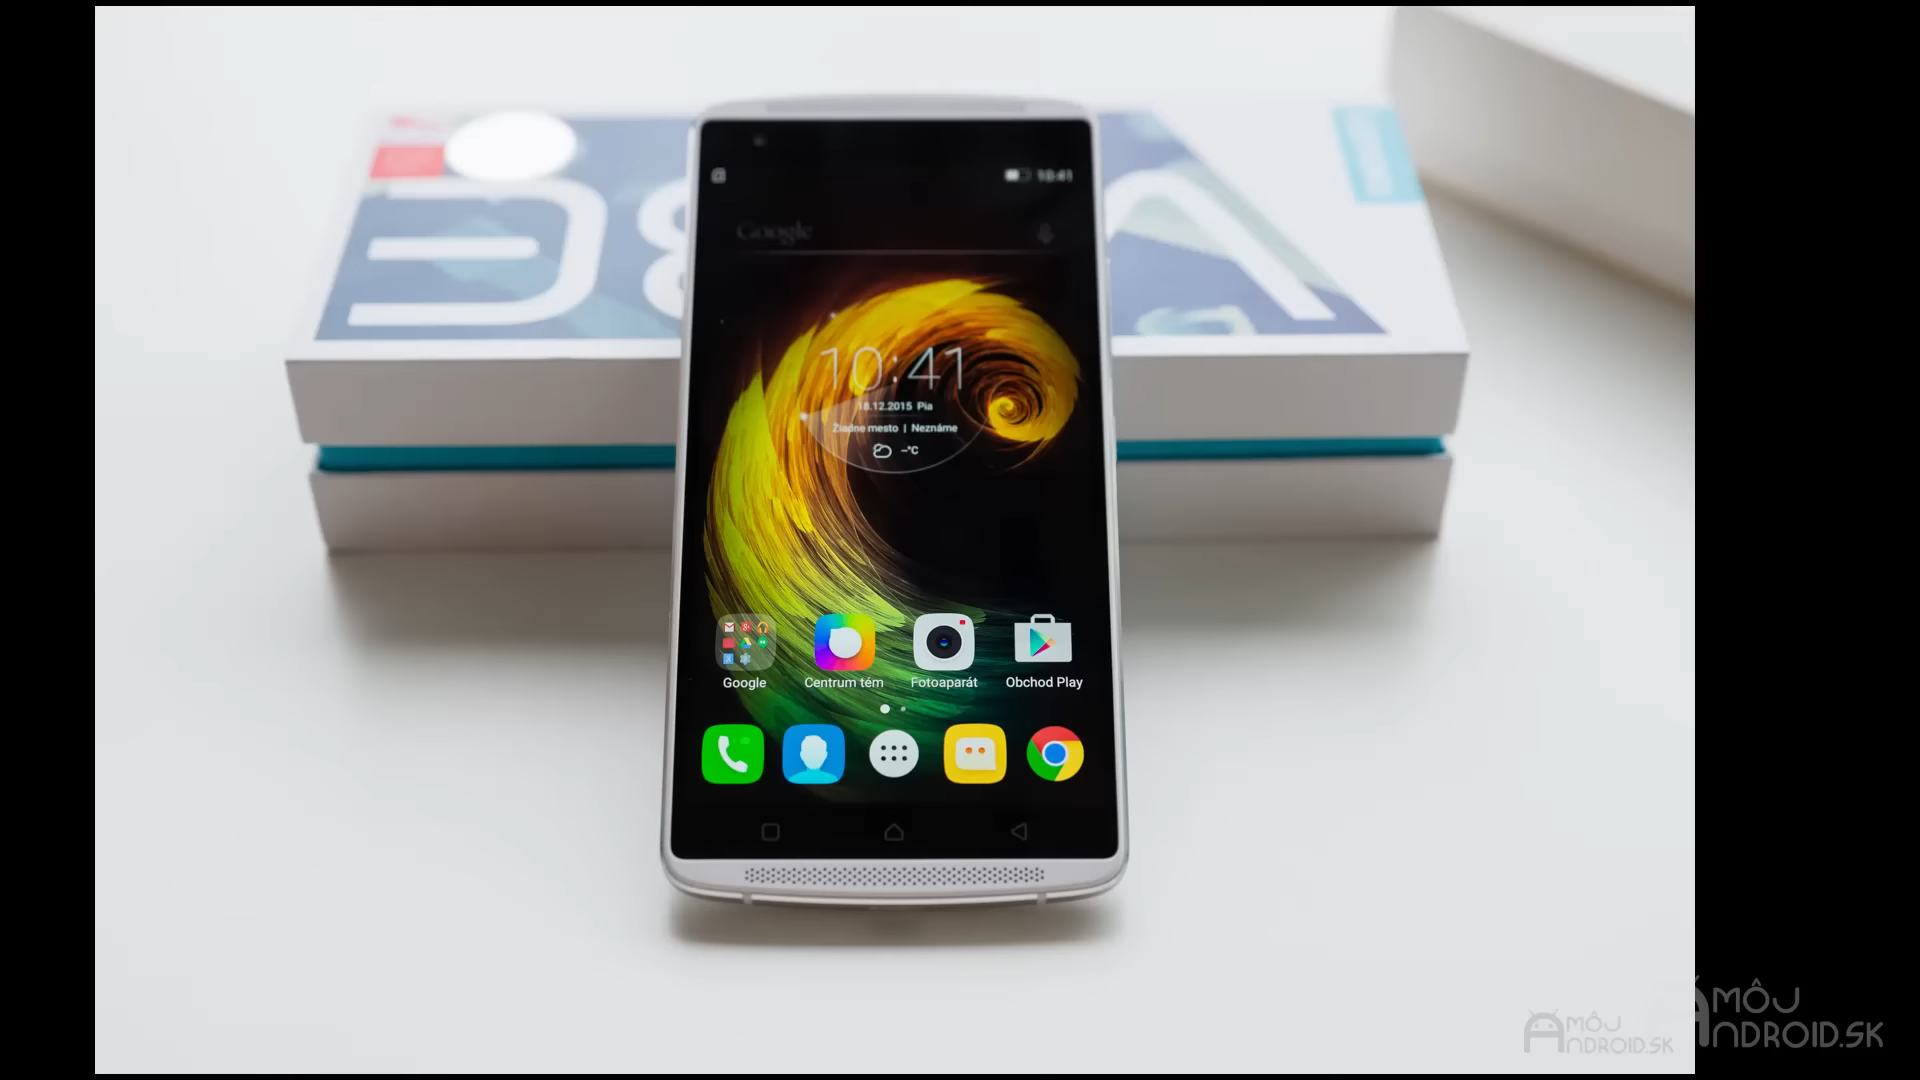 10:41
Google
10:41
18.12.2015 Pia
Žiadne mesto | Neznáme
--°C
Google
Centrum tém
Fotoaparát
Obchod Play
MÔJ
ANDROID.SK
MÔJ
ANDROID.SK